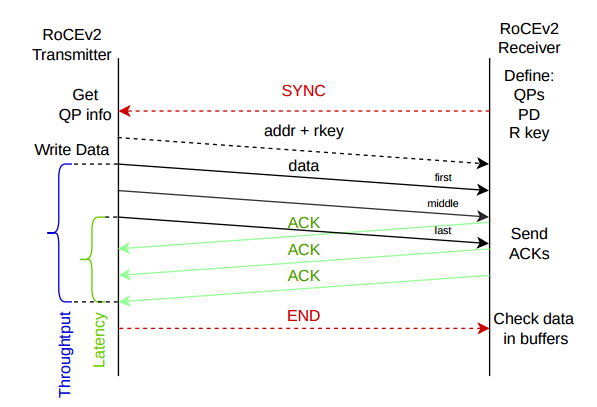 RoCEv2
Transmitter
RoCEv2
Receiver
Define:
QPs
PD
R key
SYNC
Get
QP info
addr + rkey
Write Data
data
first
middle
last
ACK
ACK
ACK
Send
ACKs
END
Check data
in buffers
Throughtput
Latency